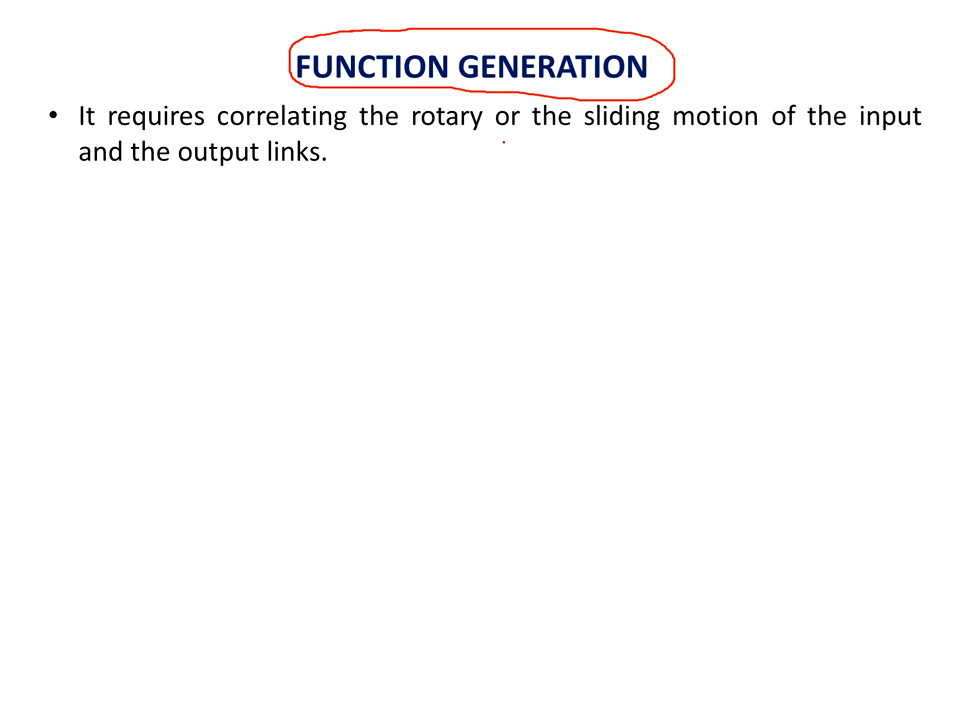 FUNCTION GENERATION
• It requires correlating the rotary or the sliding motion of the input
and the output links.